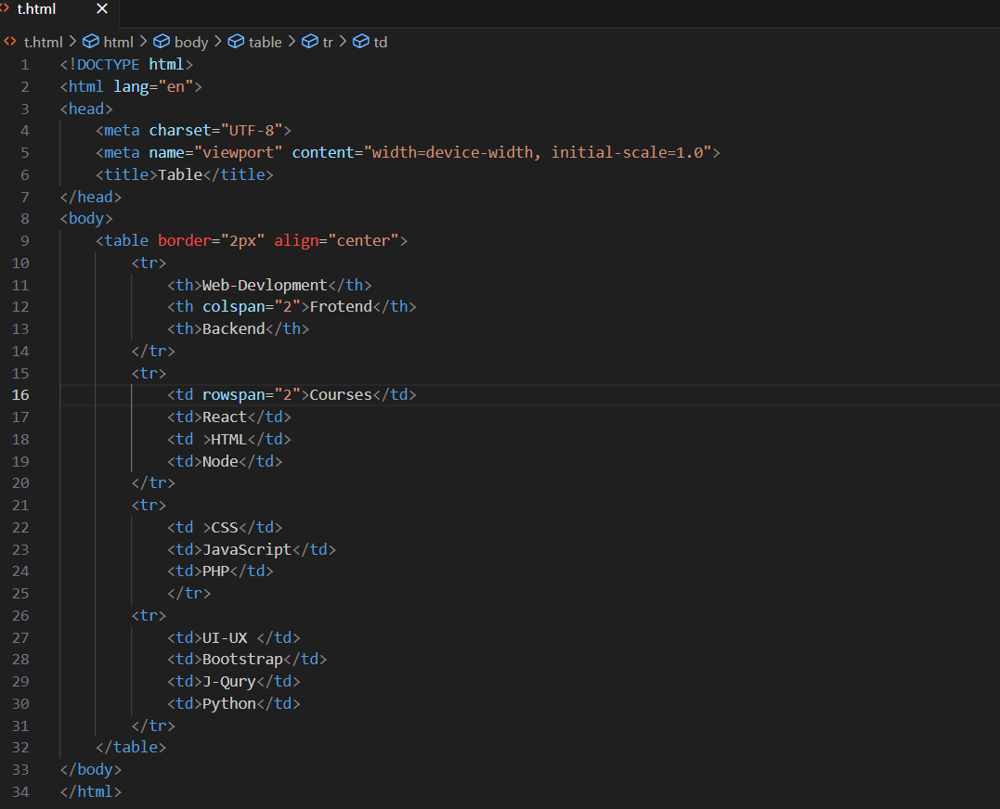 t.html
t.html > html > body > table > tr > td
1 <!DOCTYPE html>
2 <html lang="en">
3 <head>
4     <meta charset="UTF-8">
5     <meta name="viewport" content="width=device-width, initial-scale=1.0">
6     <title>Table</title>
7 </head>
8 <body>
9     <table border="2px" align="center">
10         <tr>
11             <th>Web-Devlopment</th>
12             <th colspan="2">Frotend</th>
13             <th>Backend</th>
14         </tr>
15         <tr>
16             <td rowspan="2">Courses</td>
17             <td>React</td>
18             <td >HTML</td>
19             <td>Node</td>
20         </tr>
21         <tr>
22             <td >CSS</td>
23             <td>JavaScript</td>
24             <td>PHP</td>
25             </tr>
26         <tr>
27             <td>UI-UX </td>
28             <td>Bootstrap</td>
29             <td>J-Qury</td>
30             <td>Python</td>
31         </tr>
32     </table>
33 </body>
34 </html>